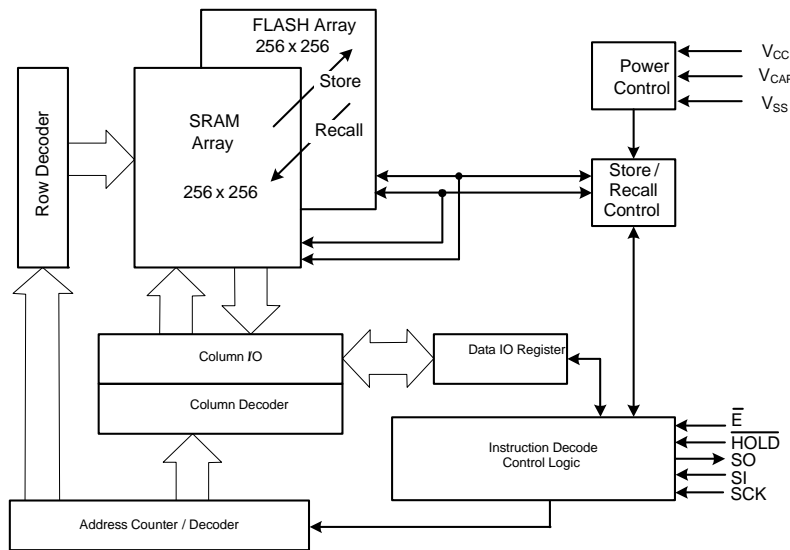 FLASH Array
256 x 256
Store
Recall
SRAM
Array
256 x 256
Row Decoder
Power
Control
VCC
VCAP
VSS
Store /
Recall
Control
Column I/O
Column Decoder
Data IO Register
Instruction Decode
Control Logic
E
HOLD
SO
SI
SCK
Address Counter / Decoder